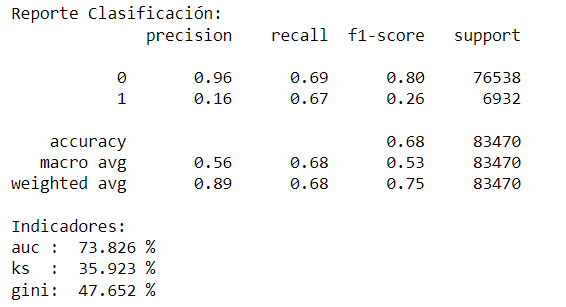 Reporte Clasificación:
precision recall f1-score support
0 0.96 0.69 0.80 76538
1 0.16 0.67 0.26 6932
accuracy 0.68 83470
macro avg 0.56 0.68 0.53 83470
weighted avg 0.89 0.68 0.75 83470
Indicadores:
auc : 73.826 %
ks : 35.923 %
gini: 47.652 %